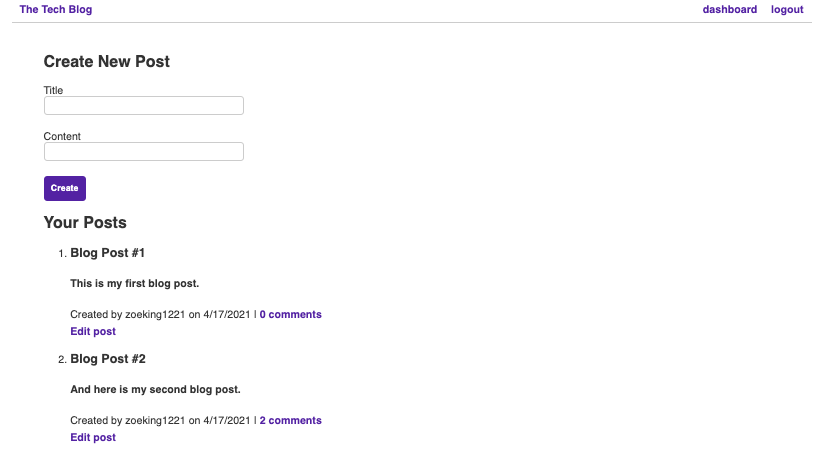 The Tech Blog dashboard logout
Create New Post
Title
Content
Create
Your Posts
1. Blog Post #1
This is my first blog post.
Created by zoeking1221 on 4/17/2021 | 0 comments
Edit post
2. Blog Post #2
And here is my second blog post.
Created by zoeking1221 on 4/17/2021 | 2 comments
Edit post